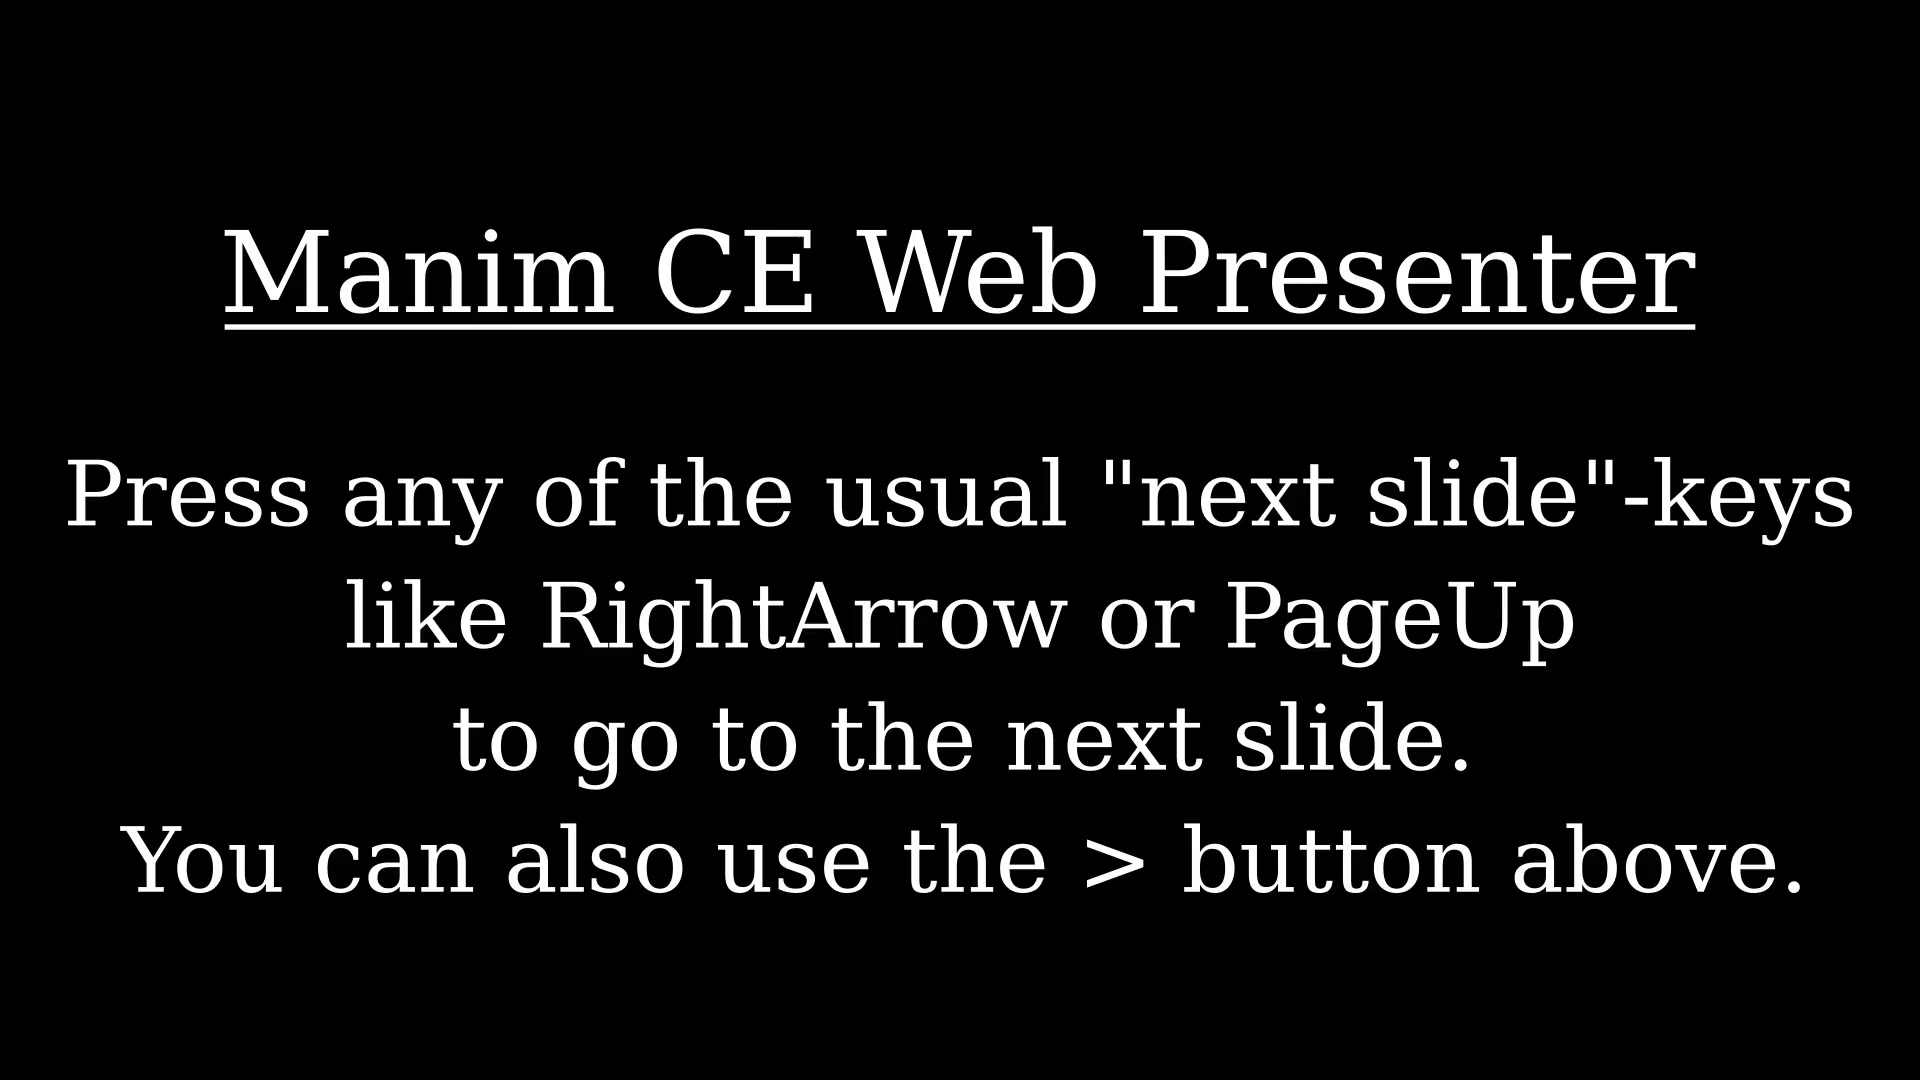 Manim CE Web Presenter
Press any of the usual "next slide"-keys
like RightArrow or PageUp
to go to the next slide.
You can also use the > button above.